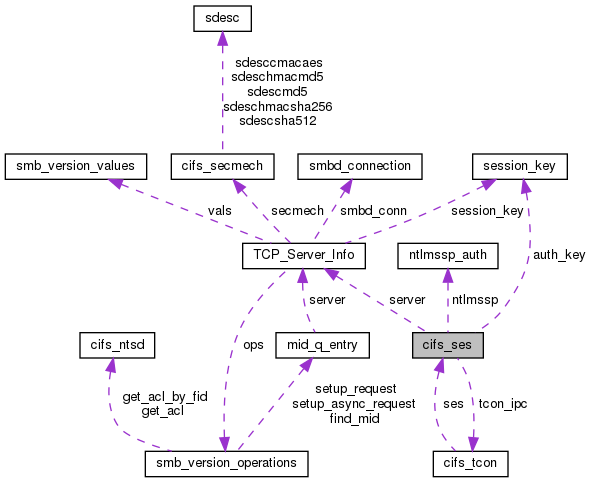 sdesc
sdesccmacaes
sdeschmacmd5
sdescmd5
sdeschmacsha256
sdescsha512
smb_version_values
cifs_secmech
smbd_connection
session_key
vals
secmech
smbd_conn
session_key
TCP_Server_Info
ntlmssp_auth
auth_key
server
server
ntlmssp
cifs_ntsd
ops
mid_q_entry
cifs_ses
get_acl_by_fid
get_acl
setup_request
setup_async_request
find_mid
ses
tcon_ipc
smb_version_operations
cifs_tcon